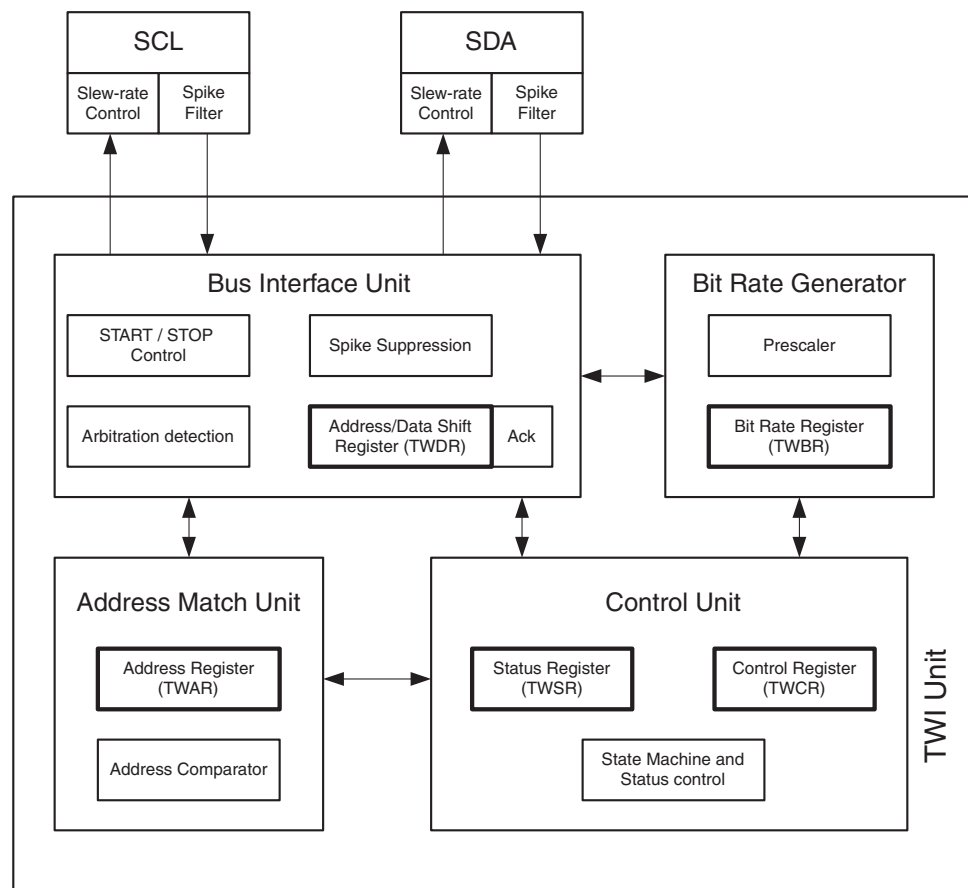 SCL
Slew-rate
Control
Spike
Filter
SDA
Slew-rate
Control
Spike
Filter
Bus Interface Unit
START / STOP
Control
Spike Suppression
Arbitration detection
Address/Data Shift
Register (TWDR)
Ack
Bit Rate Generator
Prescaler
Bit Rate Register
(TWBR)
Address Match Unit
Address Register
(TWAR)
Address Comparator
Control Unit
Status Register
(TWSR)
Control Register
(TWCR)
State Machine and
Status control
TWI Unit